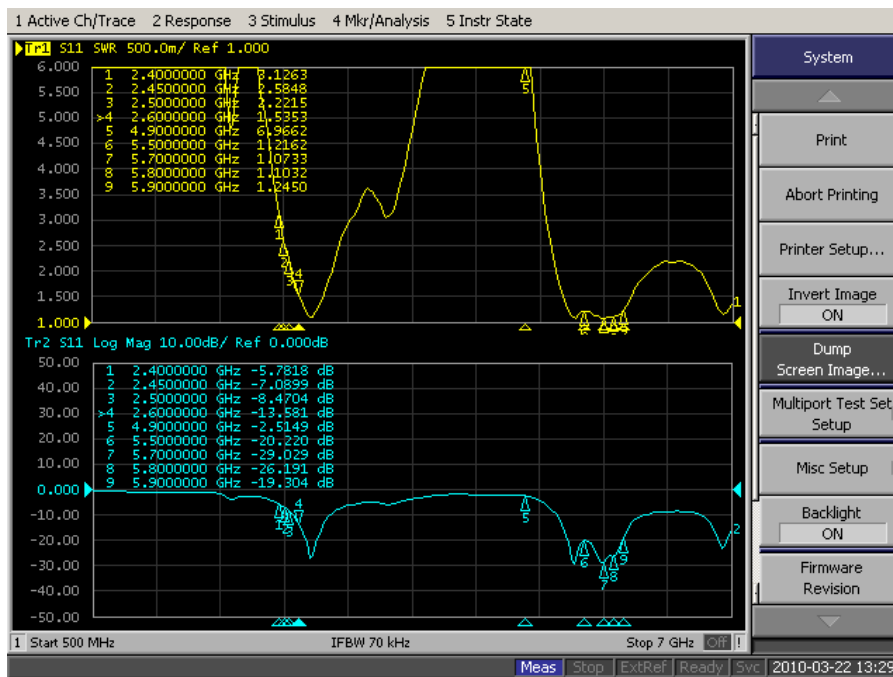 1 Active Ch/Trace 2 Response 3 Stimulus 4 Mkr/Analysis 5 Instr State
Tr1 S11 SWR 500.0m/ Ref 1.000
6.000
5.500
5.000
4.500
4.000
3.500
3.000
2.500
2.000
1.500
1.000
1 2.4000000 GHz 3.1263
2 2.4500000 GHz 2.5848
3 2.5000000 GHz 2.2215
>4 2.6000000 GHz 1.5353
5 4.9000000 GHz 6.9662
6 5.5000000 GHz 1.2162
7 5.7000000 GHz 1.0733
8 5.8000000 GHz 1.1032
9 5.9000000 GHz 1.2450
Tr2 S11 Log Mag 10.00dB/ Ref 0.000dB
50.00
40.00
30.00
20.00
10.00
0.000
-10.00
-20.00
-30.00
-40.00
-50.00
1 2.4000000 GHz -5.7818 dB
2 2.4500000 GHz -7.0899 dB
3 2.5000000 GHz -8.4704 dB
>4 2.6000000 GHz -13.581 dB
5 4.9000000 GHz -2.5149 dB
6 5.5000000 GHz -20.220 dB
7 5.7000000 GHz -29.029 dB
8 5.8000000 GHz -26.191 dB
9 5.9000000 GHz -19.304 dB
1 Start 500 MHz IFBW 70 kHz Stop 7 GHz Off !
Meas Stop ExtRef Ready Svc 2010-03-22 13:29
System
Print
Abort Printing
Printer Setup...
Invert Image
ON
Dump
Screen Image...
Multiport Test Set
Setup
Misc Setup
Backlight
ON
Firmware
Revision